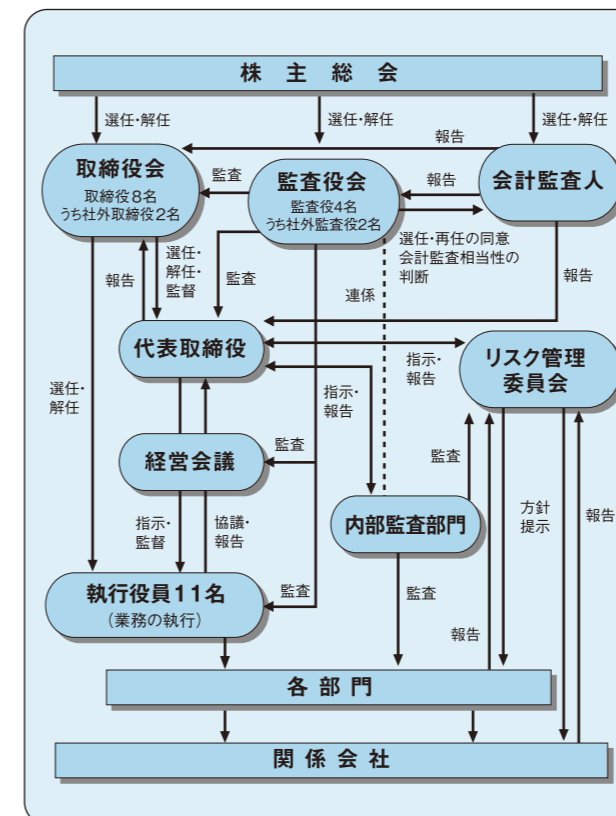 株主総会
選任・解任
選任・解任
選任・解任
報告
取締役会
取締役8名
うち社外取締役2名
監査
監査役会
監査役4名
うち社外監査役2名
報告
会計監査人
選任・再任の同意
会計監査相当性の
判断
報告
選任・
解任・
監督
監査
連係
報告
代表取締役
指示・
報告
リスク管理
委員会
選任・
解任
指示・
報告
経営会議
監査
監査
指示・
監督
協議・
報告
内部監査部門
方針
提示
報告
執行役員11名
(業務の執行)
監査
監査
報告
各部門
関係会社